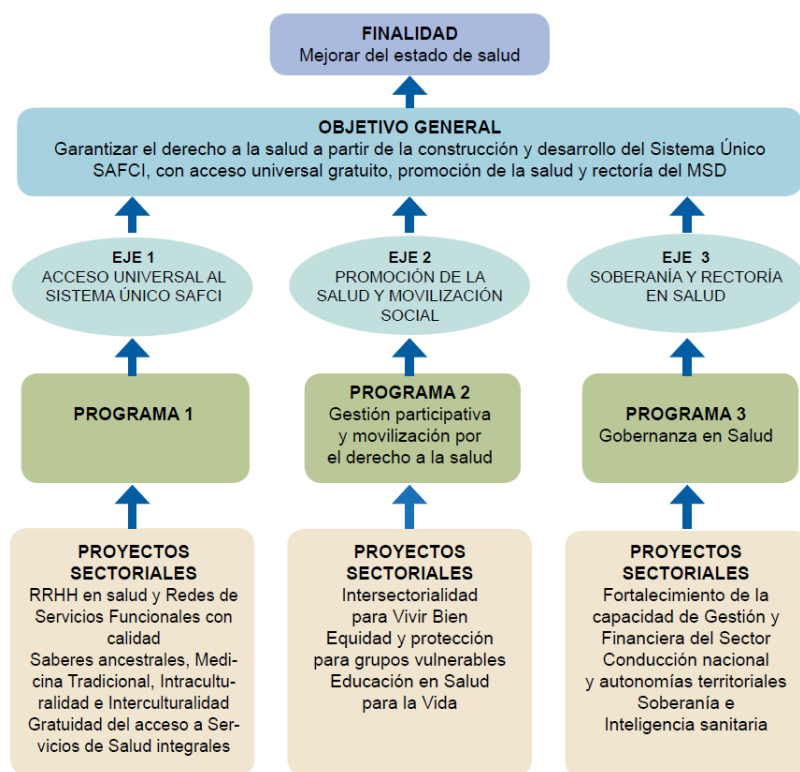 FINALIDAD
Mejorar del estado de salud
OBJETIVO GENERAL
Garantizar el derecho a la salud a partir de la construcción y desarrollo del Sistema Único
SAFCI, con acceso universal gratuito, promoción de la salud y rectoría del MSD
EJE 1
ACCESO UNIVERSAL AL
SISTEMA ÚNICO SAFCI
EJE 2
PROMOCIÓN DE LA
SALUD Y MOVILIZACIÓN
SOCIAL
EJE 3
SOBERANÍA Y RECTORÍA
EN SALUD
PROGRAMA 1
PROGRAMA 2
Gestión participativa
y movilización por
el derecho a la salud
PROGRAMA 3
Gobernanza en Salud
PROYECTOS
SECTORIALES
RRHH en salud y Redes de
Servicios Funcionales con
calidad
Saberes ancestrales, Medi-
cina Tradicional, Intracultu-
ralidad e Interculturalidad
Gratuidad del acceso a Ser-
vicios de Salud integrales
PROYECTOS
SECTORIALES
Intersectorialidad
para Vivir Bien
Equidad y protección
para grupos vulnerables
Educación en Salud
para la Vida
PROYECTOS
SECTORIALES
Fortalecimiento de la
capacidad de Gestión y
Financiera del Sector
Conducción nacional
y autonomías territoriales
Soberanía e
Inteligencia sanitaria